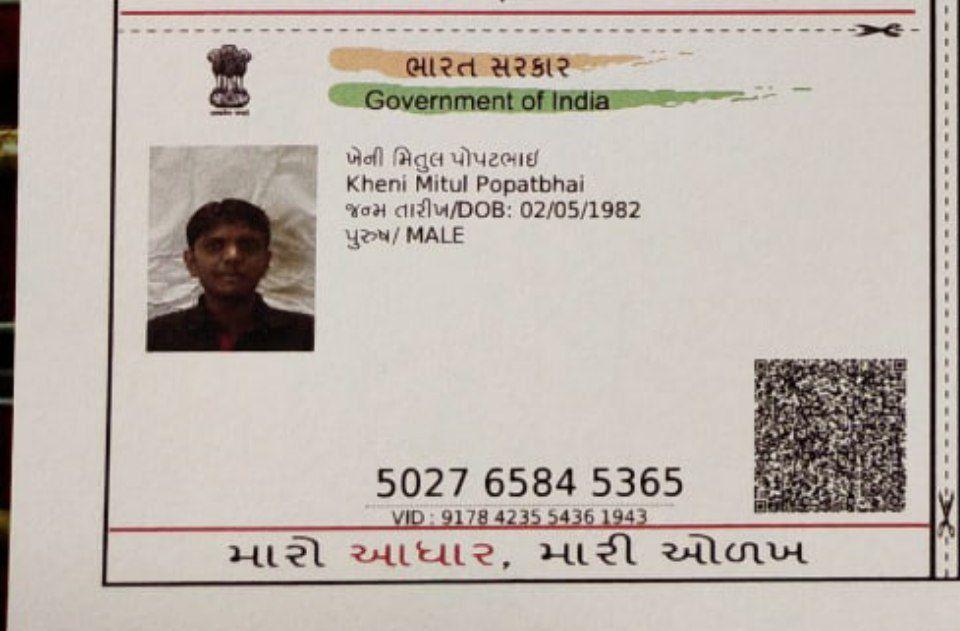 ભારત સરકાર
Government of India
ખેની મિતુલ પોપટભાઈ
Kheni Mitul Popatbhai
જન્મ તારીખ/DOB: 02/05/1982
પુરુષ/ MALE
5027 6584 5365
VID : 9178 4235 5436 1943
મારો આધાર, મારી ઓળખ